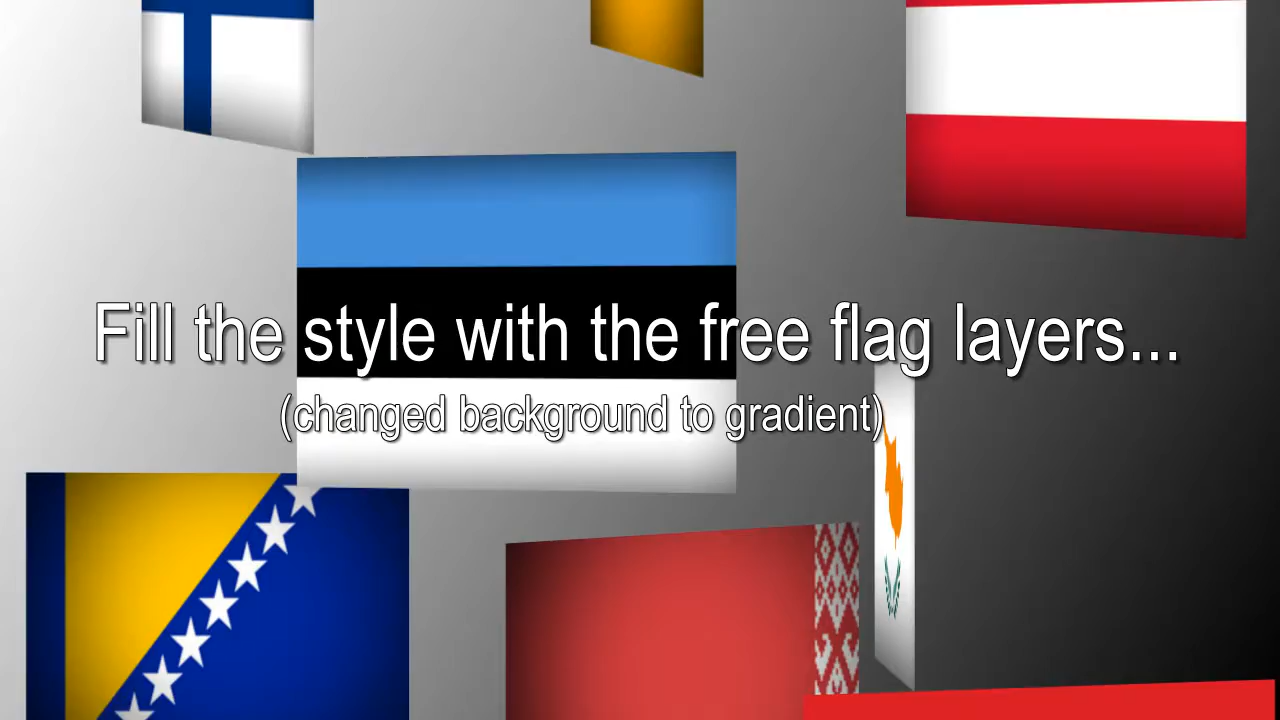 Fill the style with the free flag layers...
(changed background to gradient)